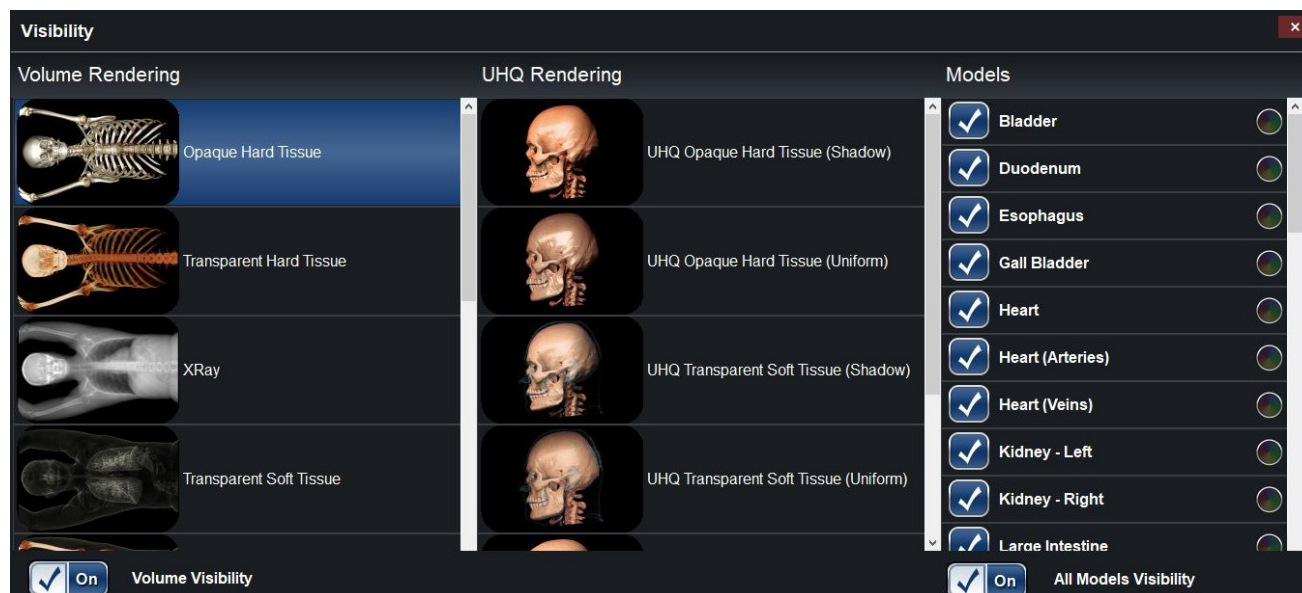 Visibility
Volume Rendering
Opaque Hard Tissue
Transparent Hard Tissue
XRay
Transparent Soft Tissue
On
Volume Visibility
UHQ Rendering
UHQ Opaque Hard Tissue (Shadow)
UHQ Opaque Hard Tissue (Uniform)
UHQ Transparent Soft Tissue (Shadow)
UHQ Transparent Soft Tissue (Uniform)
Models
Bladder
Duodenum
Esophagus
Gall Bladder
Heart
Heart (Arteries)
Heart (Veins)
Kidney - Left
Kidney - Right
Large Intestine
On
All Models Visibility